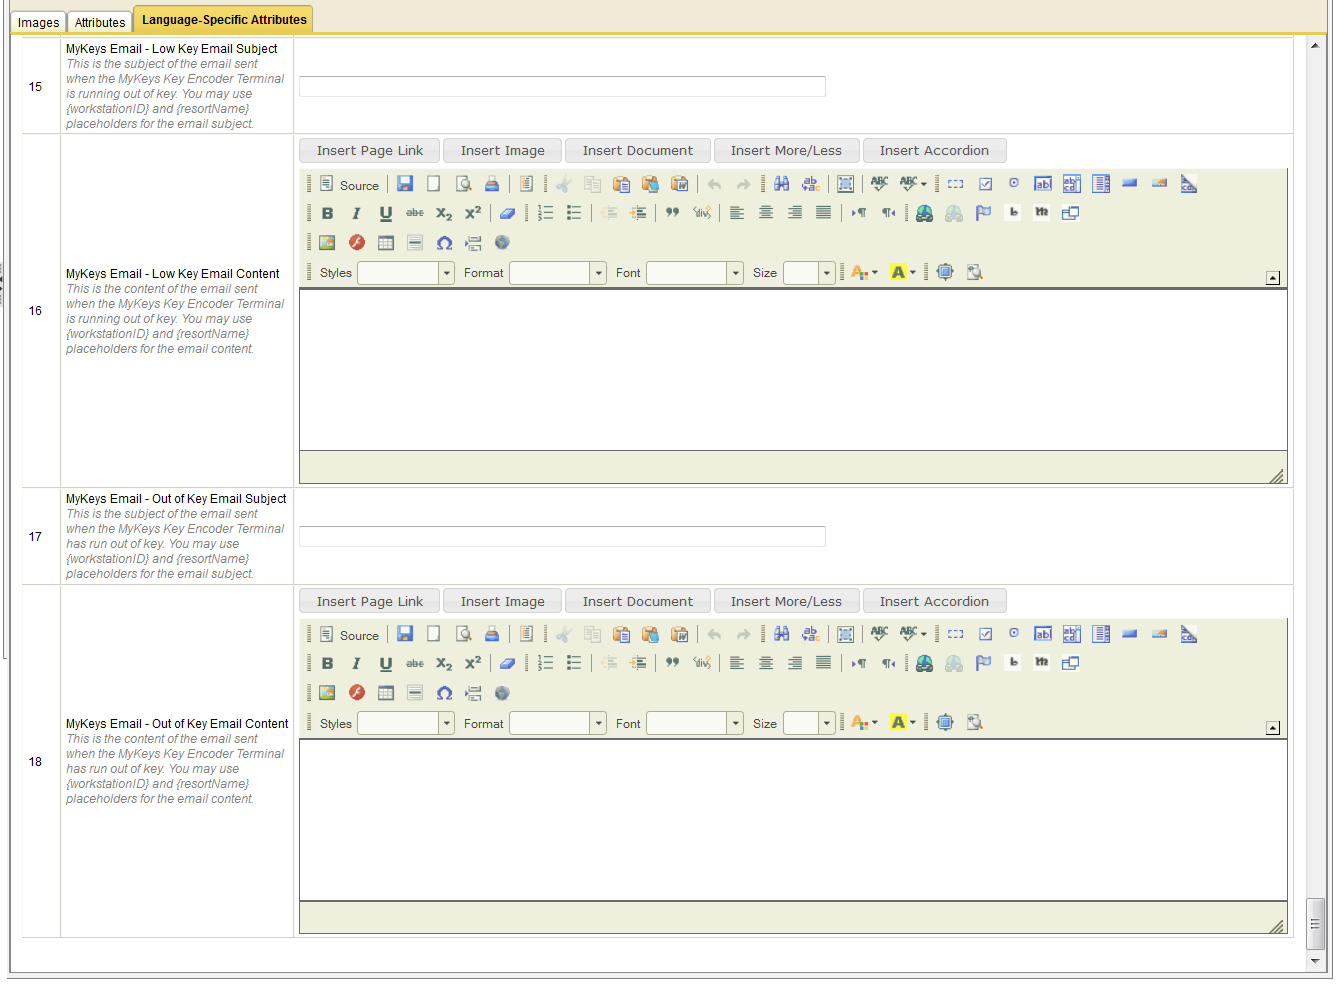 Images Attributes Language-Specific Attributes
15
MyKeys Email - Low Key Email Subject
This is the subject of the email sent
when the MyKeys Key Encoder Terminal
is running out of key. You may use
{workstationID} and {resortName}
placeholders for the email subject.
Insert Page Link Insert Image Insert Document Insert More/Less Insert Accordion
Source
B I U abc X₂ X²
Styles Format Font Size
16
MyKeys Email - Low Key Email Content
This is the content of the email sent
when the MyKeys Key Encoder Terminal
is running out of key. You may use
{workstationID} and {resortName}
placeholders for the email content.
17
MyKeys Email - Out of Key Email Subject
This is the subject of the email sent
when the MyKeys Key Encoder Terminal
has run out of key. You may use
{workstationID} and {resortName}
placeholders for the email subject.
Insert Page Link Insert Image Insert Document Insert More/Less Insert Accordion
Source
B I U abc X₂ X²
Styles Format Font Size
18
MyKeys Email - Out of Key Email Content
This is the content of the email sent
when the MyKeys Key Encoder Terminal
has run out of key. You may use
{workstationID} and {resortName}
placeholders for the email content.